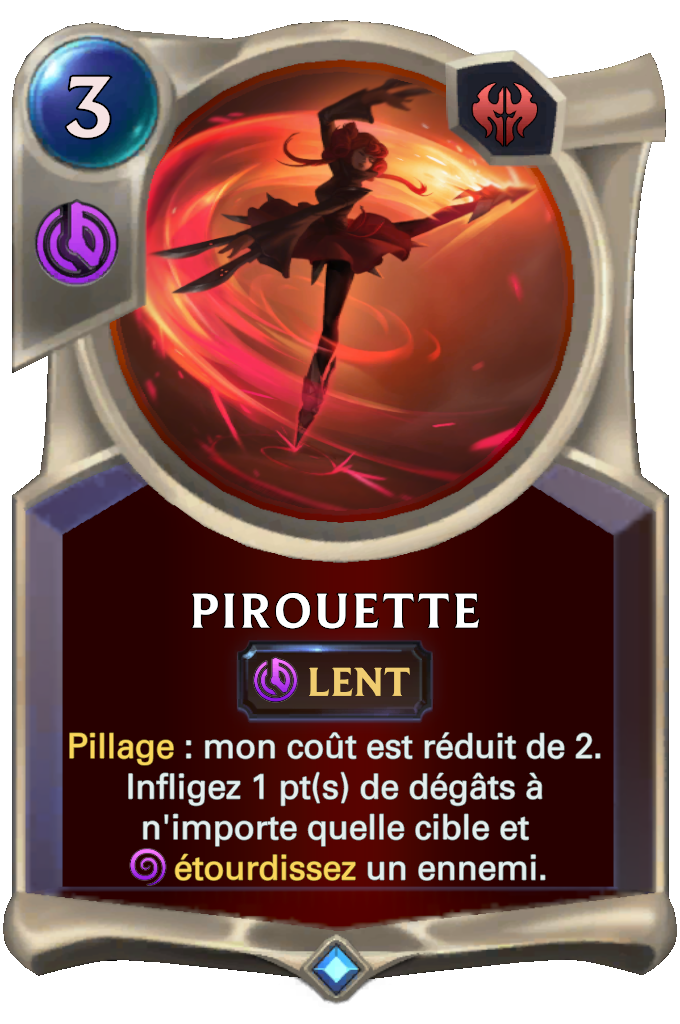 3
PIROUETTE
LENT
Pillage : mon coût est réduit de 2.
Infligez 1 pt(s) de dégâts à
n'importe quelle cible et
étourdissez un ennemi.